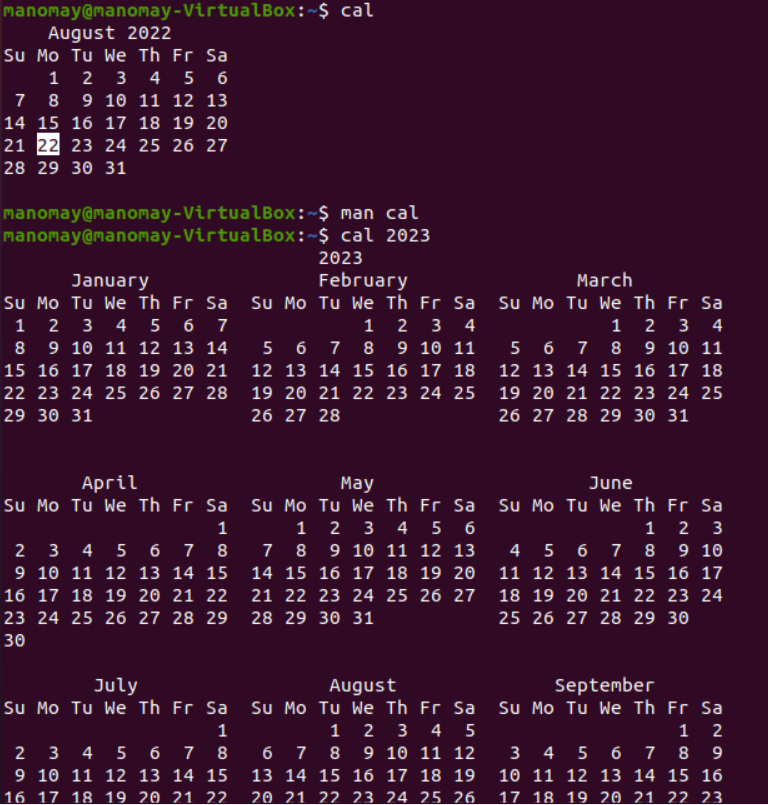 manomay@manomay-VirtualBox:~$ cal
    August 2022
Su Mo Tu We Th Fr Sa
    1  2  3  4  5  6
 7  8  9 10 11 12 13
14 15 16 17 18 19 20
21 22 23 24 25 26 27
28 29 30 31
manomay@manomay-VirtualBox:~$ man cal
manomay@manomay-VirtualBox:~$ cal 2023
                            2023
      January               February               March
Su Mo Tu We Th Fr Sa  Su Mo Tu We Th Fr Sa  Su Mo Tu We Th Fr Sa
 1  2  3  4  5  6  7            1  2  3  4            1  2  3  4
 8  9 10 11 12 13 14   5  6  7  8  9 10 11   5  6  7  8  9 10 11
15 16 17 18 19 20 21  12 13 14 15 16 17 18  12 13 14 15 16 17 18
22 23 24 25 26 27 28  19 20 21 22 23 24 25  19 20 21 22 23 24 25
29 30 31              26 27 28              26 27 28 29 30 31
       April                  May                   June
Su Mo Tu We Th Fr Sa  Su Mo Tu We Th Fr Sa  Su Mo Tu We Th Fr Sa
                   1      1  2  3  4  5  6               1  2  3
 2  3  4  5  6  7  8   7  8  9 10 11 12 13   4  5  6  7  8  9 10
 9 10 11 12 13 14 15  14 15 16 17 18 19 20  11 12 13 14 15 16 17
16 17 18 19 20 21 22  21 22 23 24 25 26 27  18 19 20 21 22 23 24
23 24 25 26 27 28 29  28 29 30 31           25 26 27 28 29 30
30
        July                 August              September
Su Mo Tu We Th Fr Sa  Su Mo Tu We Th Fr Sa  Su Mo Tu We Th Fr Sa
                   1         1  2  3  4  5                  1  2
 2  3  4  5  6  7  8   6  7  8  9 10 11 12   3  4  5  6  7  8  9
 9 10 11 12 13 14 15  13 14 15 16 17 18 19  10 11 12 13 14 15 16
16 17 18 19 20 21 22  20 21 22 23 24 25 26  17 18 19 20 21 22 23